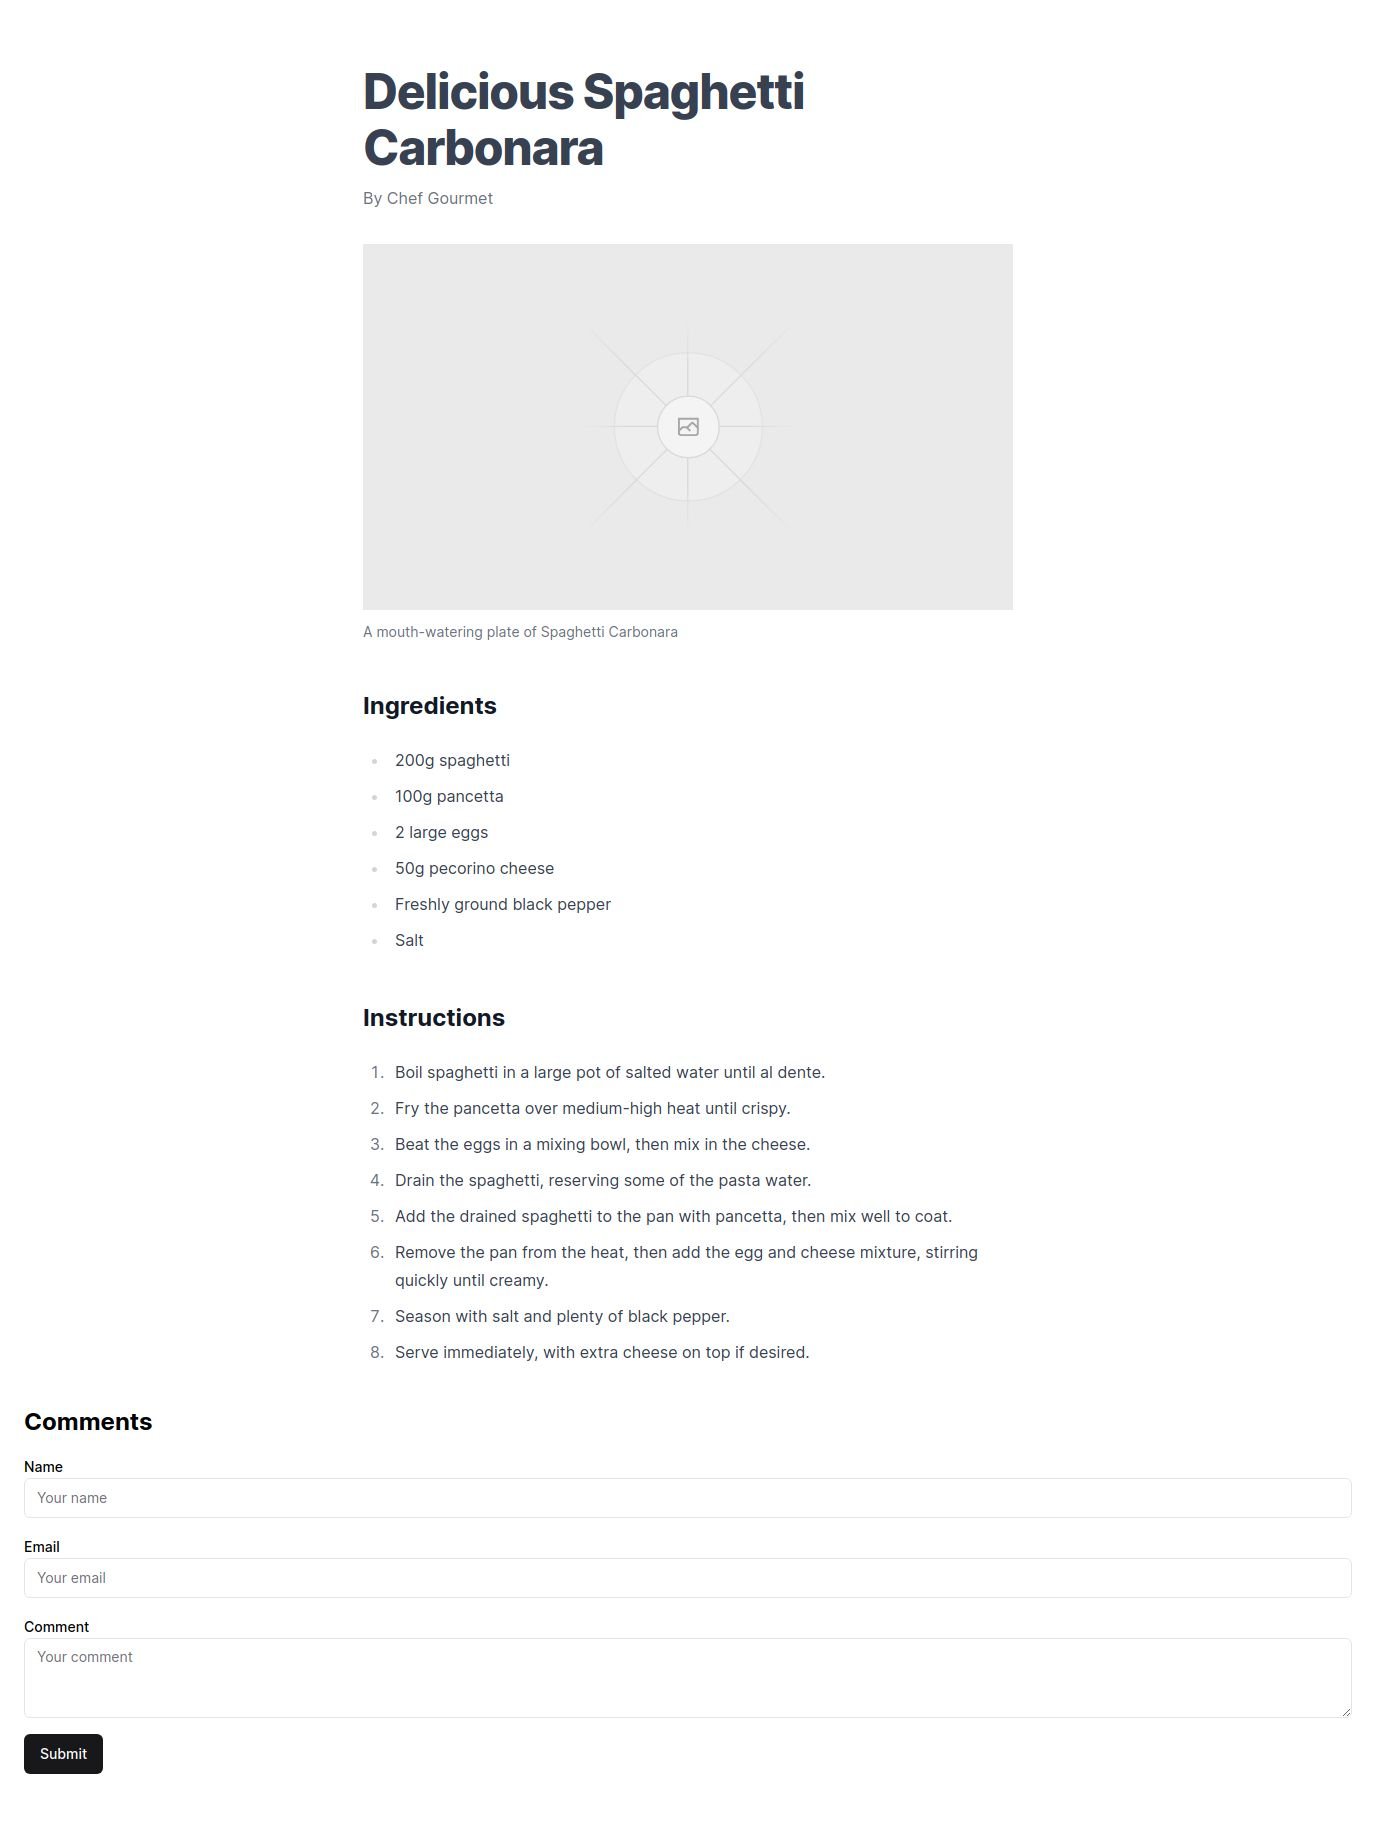 Delicious Spaghetti
Carbonara
By Chef Gourmet
A mouth-watering plate of Spaghetti Carbonara
Ingredients
200g spaghetti
100g pancetta
2 large eggs
50g pecorino cheese
Freshly ground black pepper
Salt
Instructions
1. Boil spaghetti in a large pot of salted water until al dente.
2. Fry the pancetta over medium-high heat until crispy.
3. Beat the eggs in a mixing bowl, then mix in the cheese.
4. Drain the spaghetti, reserving some of the pasta water.
5. Add the drained spaghetti to the pan with pancetta, then mix well to coat.
6. Remove the pan from the heat, then add the egg and cheese mixture, stirring
quickly until creamy.
7. Season with salt and plenty of black pepper.
8. Serve immediately, with extra cheese on top if desired.
Comments
Name
Your name
Email
Your email
Comment
Your comment
Submit